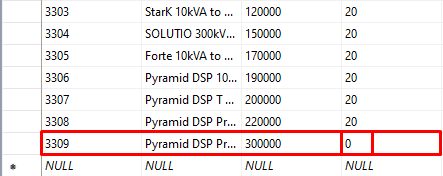 3303 StarK 10kVA to ... 120000 20
3304 SOLUTIO 300kV... 150000 20
3305 Forte 10kVA to ... 170000 20
3306 Pyramid DSP 10... 190000 20
3307 Pyramid DSP T ... 200000 20
3308 Pyramid DSP Pr... 220000 20
3309 Pyramid DSP Pr... 300000 0
NULL NULL NULL NULL